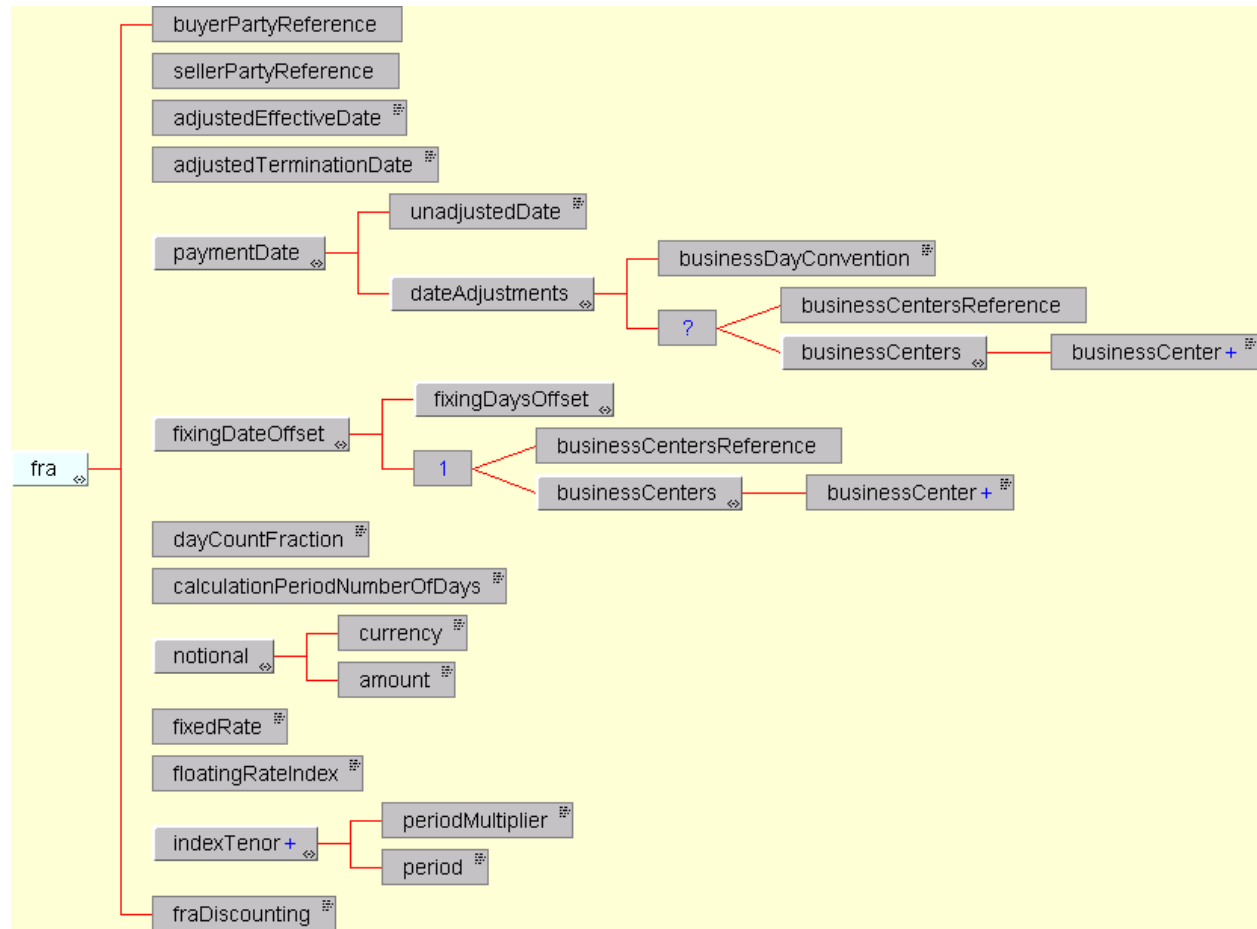 buyerPartyReference
sellerPartyReference
adjustedEffectiveDate
adjustedTerminationDate
unadjustedDate
paymentDate
businessDayConvention
dateAdjustments
businessCentersReference
?
businessCenters
businessCenter+
fixingDaysOffset
fixingDateOffset
businessCentersReference
fra
1
businessCenters
businessCenter+
dayCountFraction
calculationPeriodNumberOfDays
currency
notional
amount
fixedRate
floatingRateIndex
periodMultiplier
indexTenor+
period
fraDiscounting